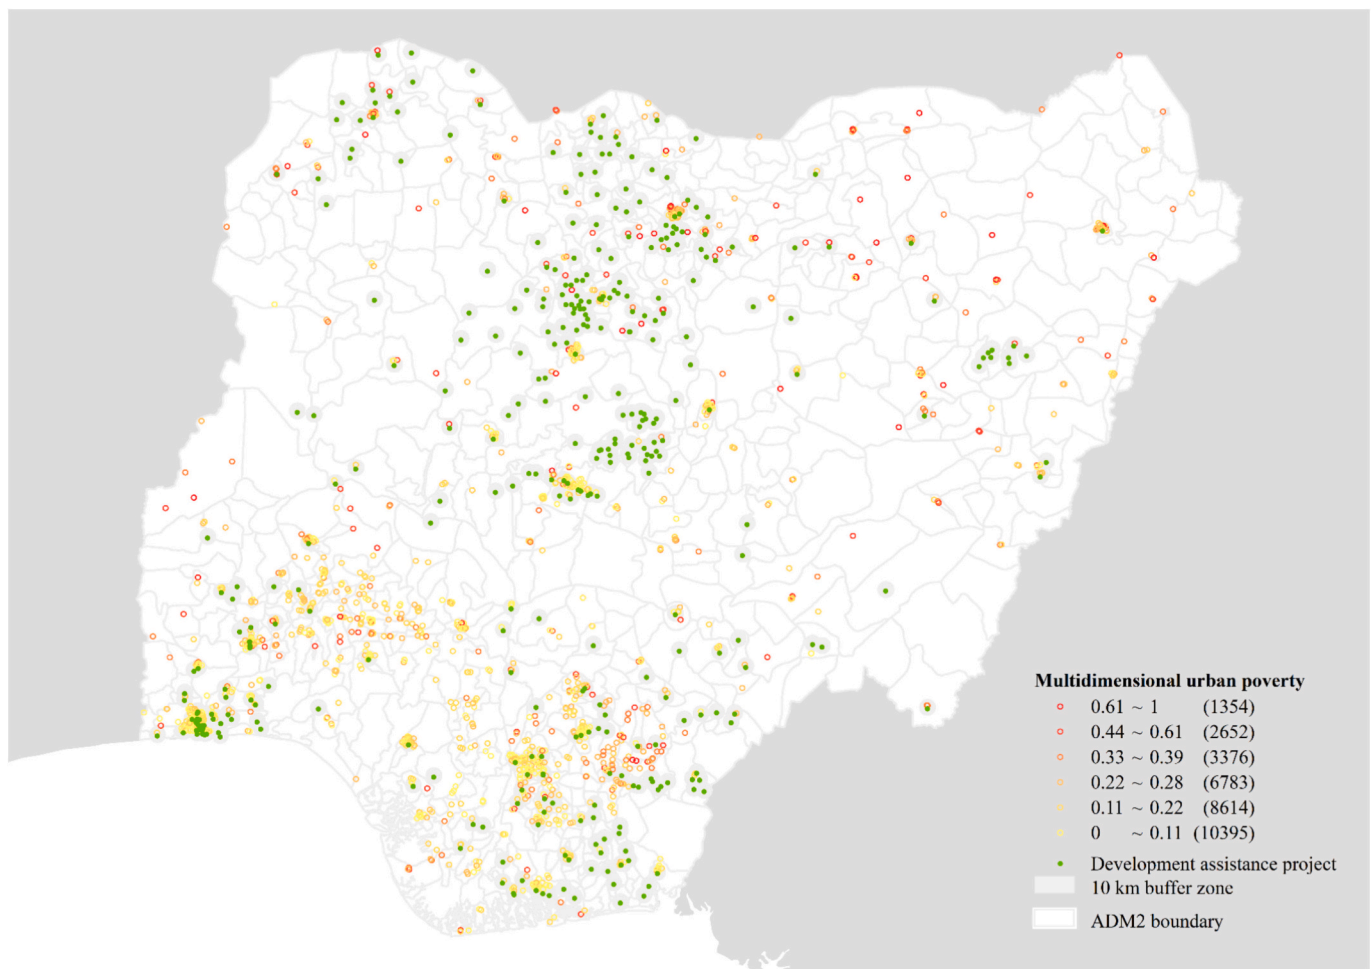 Multidimensional urban poverty
0.61 ~ 1 (1354)
0.44 ~ 0.61 (2652)
0.33 ~ 0.39 (3376)
0.22 ~ 0.28 (6783)
0.11 ~ 0.22 (8614)
0 ~ 0.11 (10395)
Development assistance project
10 km buffer zone
ADM2 boundary